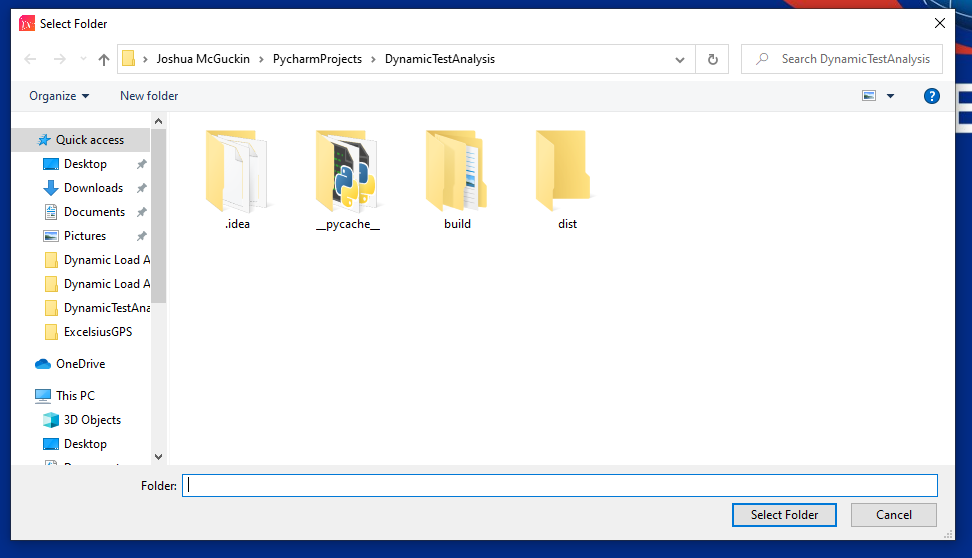 Select Folder
Joshua McGuckin > PycharmProjects > DynamicTestAnalysis
Search DynamicTestAnalysis
Organize
New folder
Quick access
Desktop
Downloads
Documents
Pictures
Dynamic Load A
Dynamic Load A
DynamicTestAna
ExcelsiusGPS
OneDrive
This PC
3D Objects
Desktop
.idea
__pycache__
build
dist
Folder:
Select Folder
Cancel